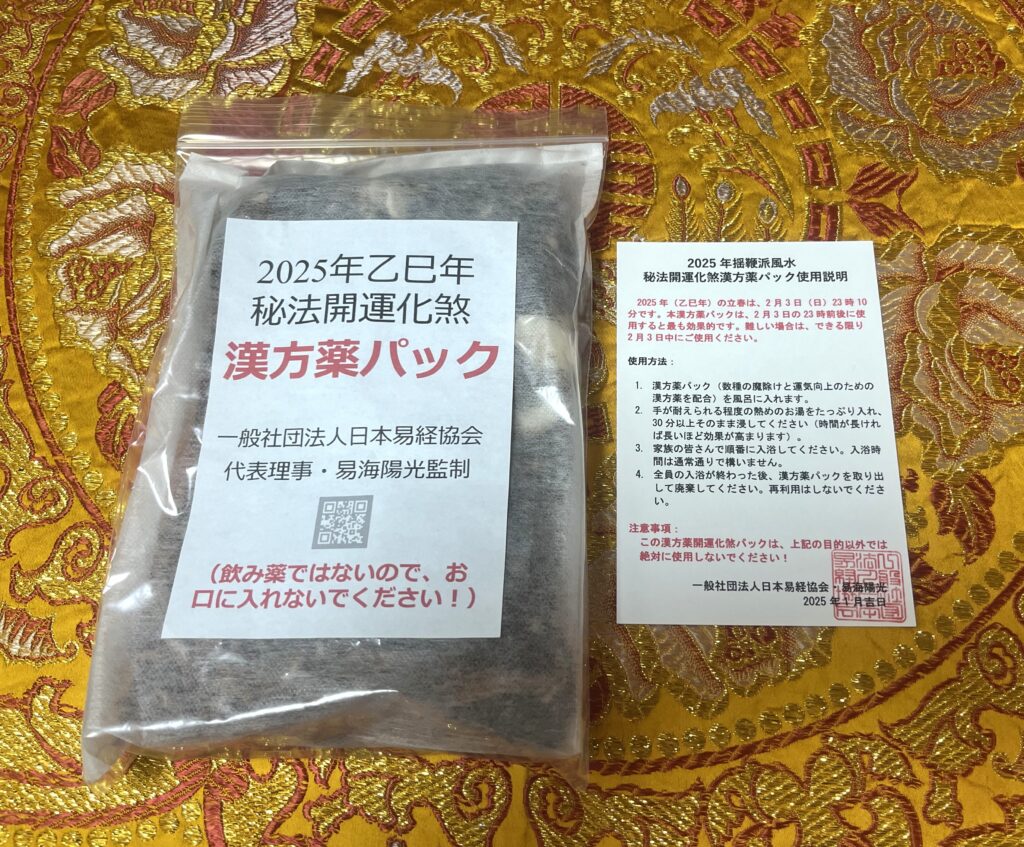 2025年乙巳年
秘法開運化煞
漢方薬パック
一般社団法人日本易経協会
代表理事・易海陽光監制
（飲み薬ではないので、お
口に入れないでください！）
2025 年揺鞭派風水
秘法開運化煞漢方薬パック使用説明
2025 年（乙巳年）の立春は、2 月 3 日（日）23 時 10
分です。本漢方薬パックは、2 月 3 日の 23 時前後に使
用すると最も効果的です。難しい場合は、できる限り
2 月 3 日中にご使用ください。
使用方法：
1. 漢方薬パック（数種の魔除けと運気向上のための
漢方薬を配合）を風呂に入れます。
2. 手が耐えられる程度の熱めのお湯をたっぷり入れ、
30 分以上そのまま浸してください（時間が長けれ
ば長いほど効果が高まります）。
3. 家族の皆さんで順番に入浴してください。入浴時
間は通常通りで構いません。
4. 全員の入浴が終わった後、漢方薬パックを取り出
して廃棄してください。再利用はしないでくださ
い。
注意事項：
この漢方薬開運化煞パックは、上記の目的以外では
絶対に使用しないでください！
一般社団法人日本易経協会・易海陽光
2025 年 1 月吉日